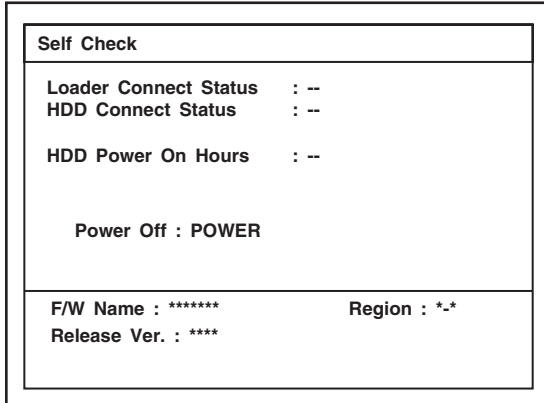 Self Check
Loader Connect Status : --
HDD Connect Status : --
HDD Power On Hours : --
Power Off : POWER
F/W Name : ******* Region : *-*
Release Ver. : ****